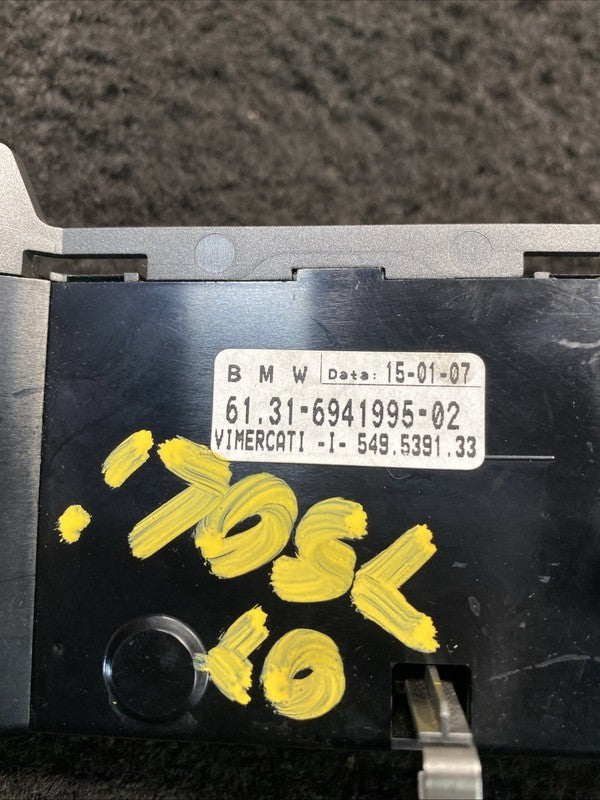 B M W Data: 15-01-07
61.31-6941995-02
VIMERCATI -I- 549.5391.33